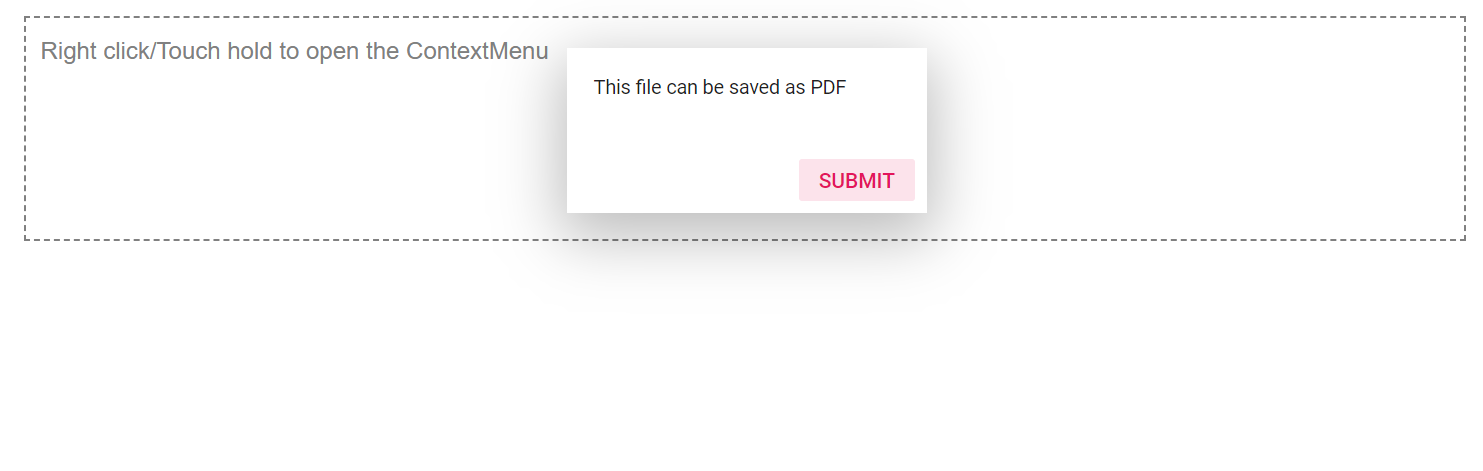 Right click/Touch hold to open the ContextMenu
This file can be saved as PDF
SUBMIT